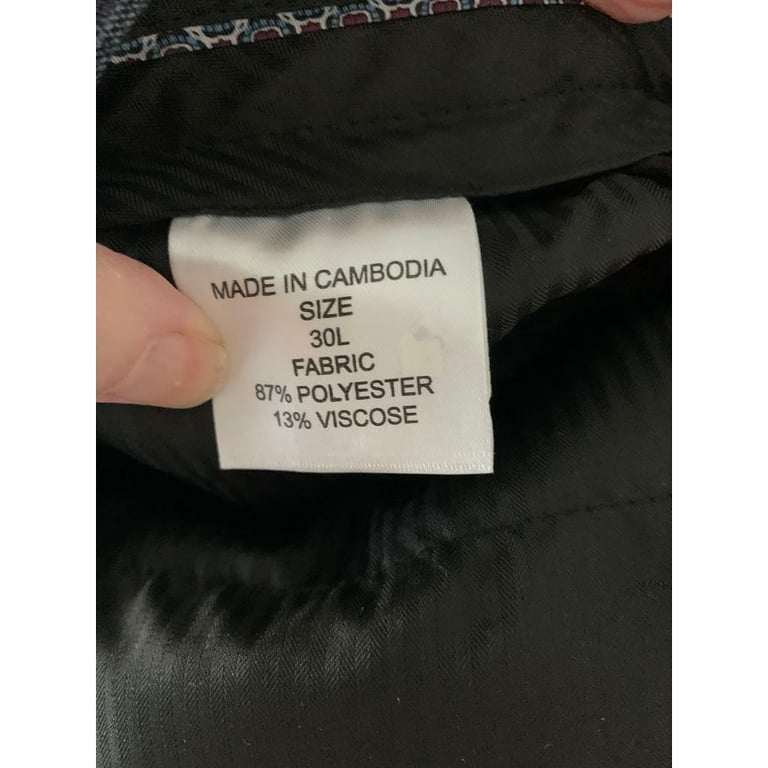 MADE IN CAMBODIA
SIZE
30L
FABRIC
87% POLYESTER
13% VISCOSE